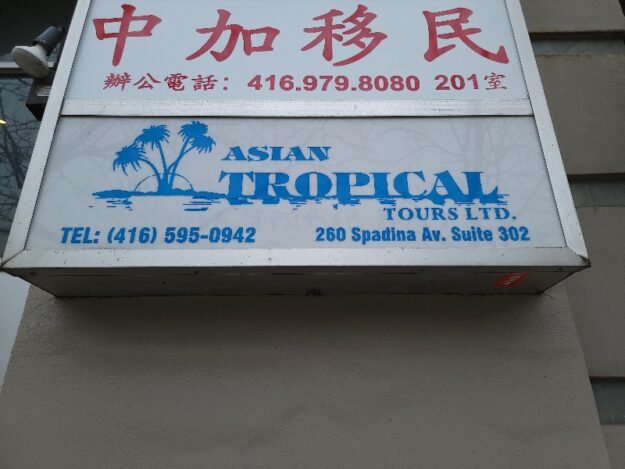 中加移民
辦公電話: 416.979.8080 201室
ASIAN
TROPICAL
TOURS LTD.
TEL: (416) 595-0942 260 Spadina Av. Suite 302